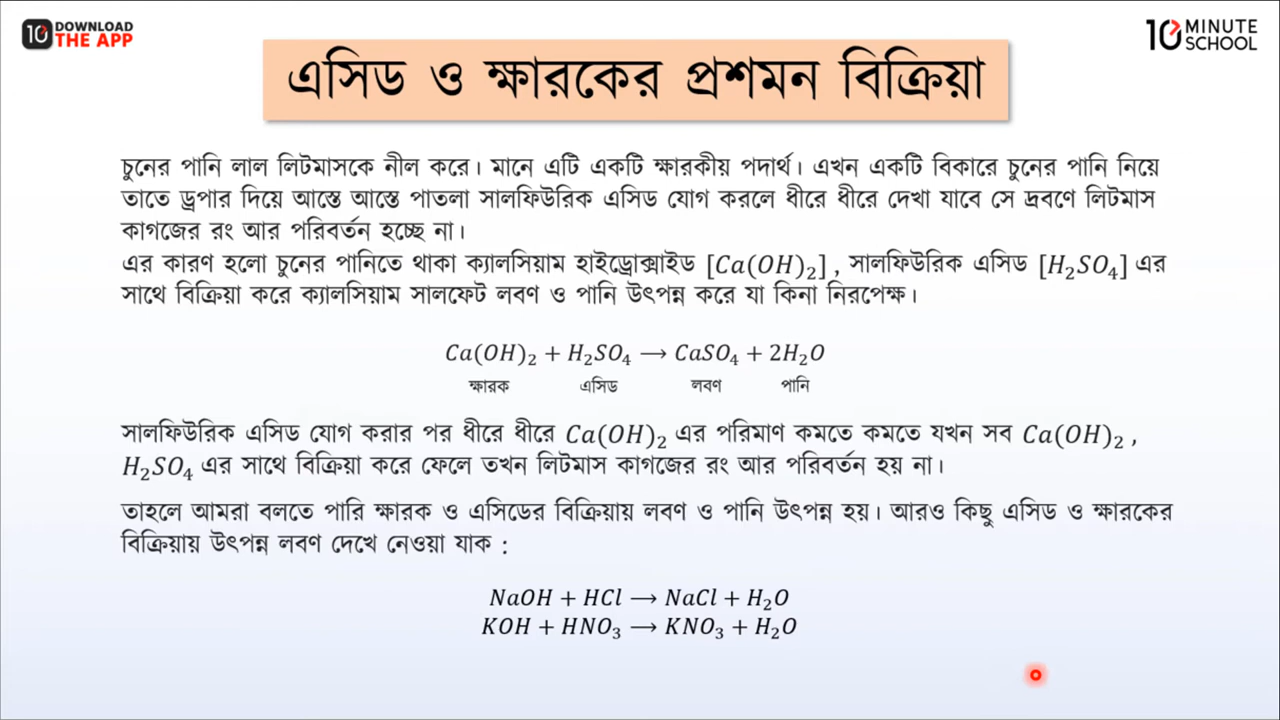 DOWNLOAD
THE APP
10 MINUTE
SCHOOL
এসিড ও ক্ষারকের প্রশমন বিক্রিয়া
চুনের পানি লাল লিটমাসকে নীল করে। মানে এটি একটি ক্ষারকীয় পদার্থ। এখন একটি বিকারে চুনের পানি নিয়ে
তাতে ড্রপার দিয়ে আস্তে আস্তে পাতলা সালফিউরিক এসিড যোগ করলে ধীরে ধীরে দেখা যাবে সে দ্রবণে লিটমাস
কাগজের রং আর পরিবর্তন হচ্ছে না।
এর কারণ হলো চুনের পানিতে থাকা ক্যালসিয়াম হাইড্রোক্সাইড [Ca(OH)₂], সালফিউরিক এসিড [H₂SO₄] এর
সাথে বিক্রিয়া করে ক্যালসিয়াম সালফেট লবণ ও পানি উৎপন্ন করে যা কিনা নিরপেক্ষ।
Ca(OH)₂ + H₂SO₄ ⟶ CaSO₄ + 2H₂O
ক্ষারক এসিড লবণ পানি
সালফিউরিক এসিড যোগ করার পর ধীরে ধীরে Ca(OH)₂ এর পরিমাণ কমতে কমতে যখন সব Ca(OH)₂,
H₂SO₄ এর সাথে বিক্রিয়া করে ফেলে তখন লিটমাস কাগজের রং আর পরিবর্তন হয় না।
তাহলে আমরা বলতে পারি ক্ষারক ও এসিডের বিক্রিয়ায় লবণ ও পানি উৎপন্ন হয়। আরও কিছু এসিড ও ক্ষারকের
বিক্রিয়ায় উৎপন্ন লবণ দেখে নেওয়া যাক :
NaOH + HCl ⟶ NaCl + H₂O
KOH + HNO₃ ⟶ KNO₃ + H₂O